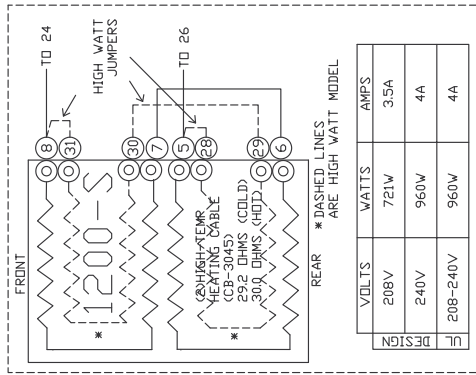 FRONT
1200-S
*
*
(2)HIGH TEMP
HEATING CABLE
(CB-3045)
29.2 OHMS (COLD)
30.0 OHMS (HOT)
REAR
8
31
30
7
5
28
29
6
TO 24
HIGH WATT
JUMPERS
TO 26
*DASHED LINES
ARE HIGH WATT MODEL
VOLTS WATTS AMPS
DESIGN
208V 721W 3.5A
240V 960W 4A
UL 208-240V 960W 4A